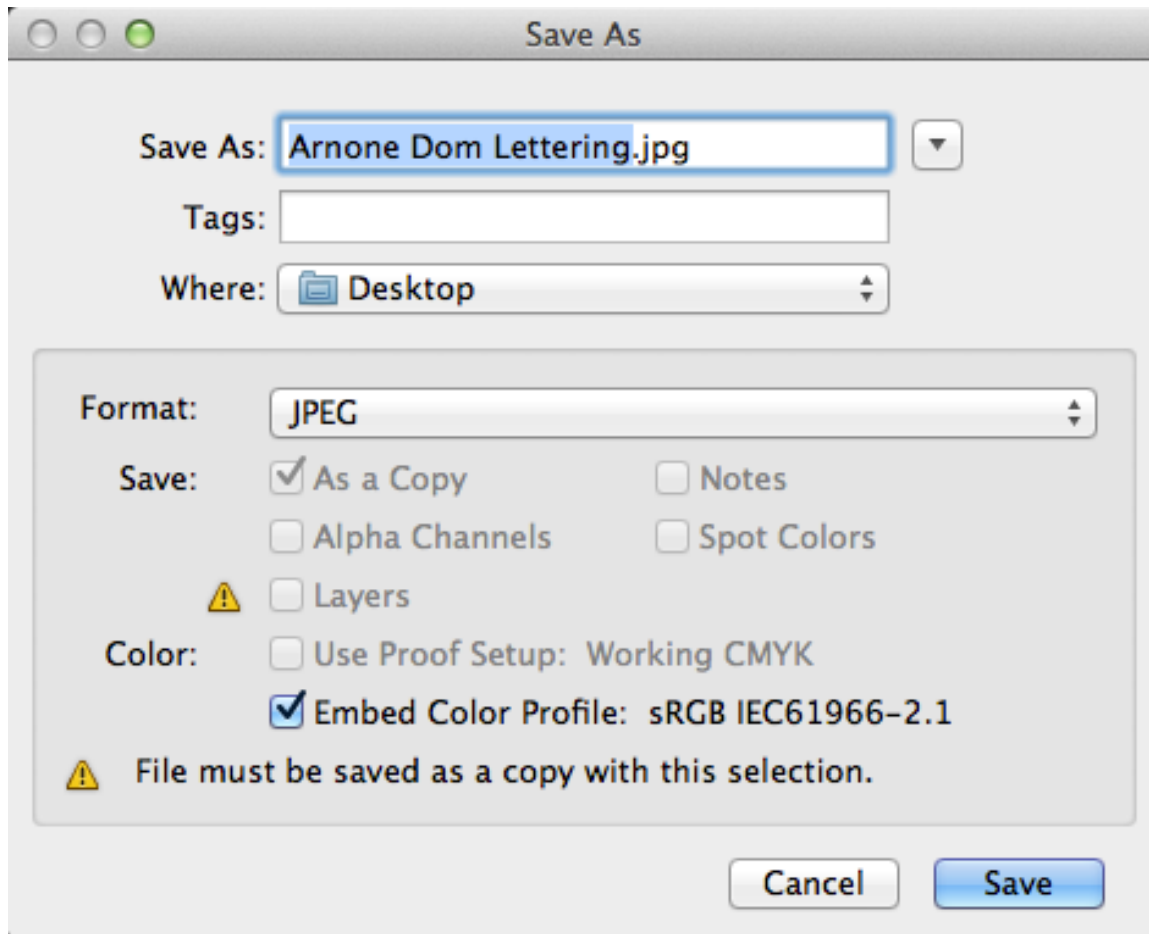 Save As
Save As: Arnone Dom Lettering.jpg
Tags:
Where: Desktop
Format: JPEG
Save: As a Copy Notes
Alpha Channels Spot Colors
Layers
Color: Use Proof Setup: Working CMYK
Embed Color Profile: sRGB IEC61966-2.1
File must be saved as a copy with this selection.
Cancel Save